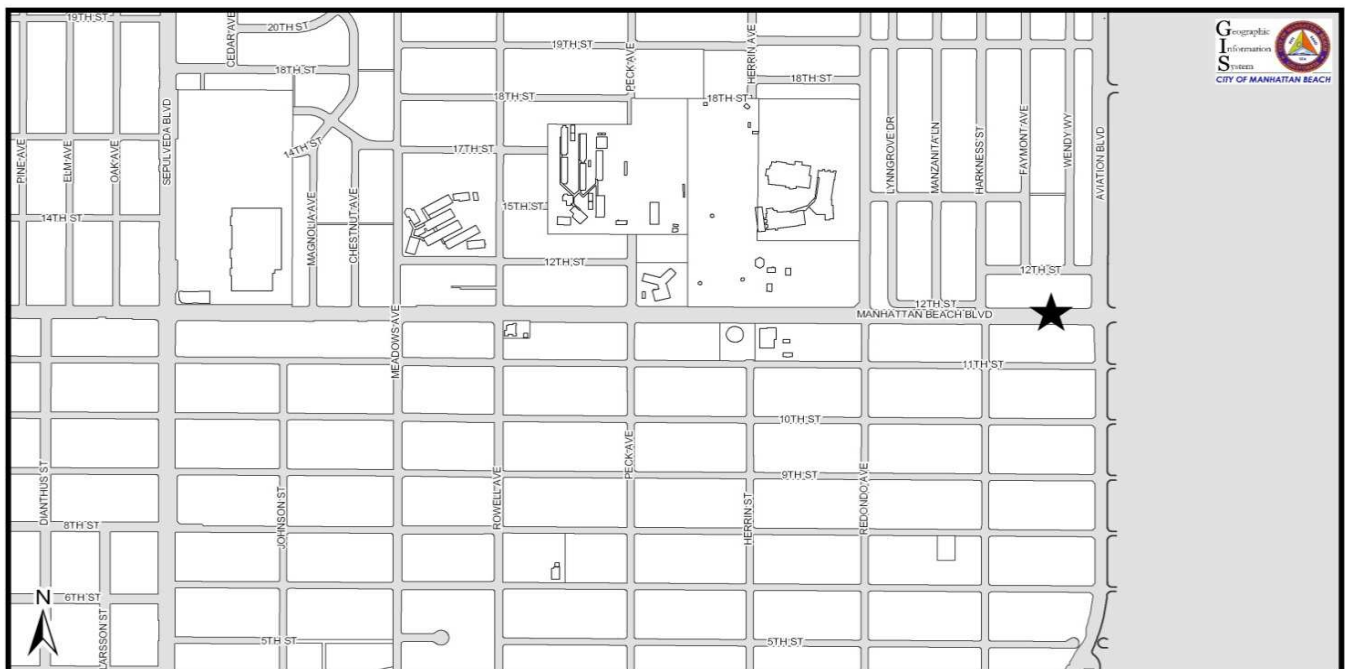 19TH ST
20TH ST
CEDAR AVE
19TH ST
PECK AVE
HERRIN AVE
Geographic
Information
System
CITY OF MANHATTAN BEACH
18TH ST
18TH ST
18TH ST
18TH ST
SEPULVEDA BLVD
PINE AVE
ELM AVE
OAK AVE
14TH ST
17TH ST
LYNNGROVE DR
MANZANITA LN
HARKNESS ST
FAYMONT AVE
WENDY WY
AVIATION BLVD
14TH ST
MAGNOLIA AVE
CHESTNUT AVE
15TH ST
12TH ST
12TH ST
12TH ST
MANHATTAN BEACH BLVD
MEADOWS AVE
11TH ST
10TH ST
PECK AVE
9TH ST
DIANTHUS ST
JOHNSON ST
ROWELL AVE
HERRIN ST
REDONDO AVE
8TH ST
N
6TH ST
LARSSON ST
5TH ST
5TH ST